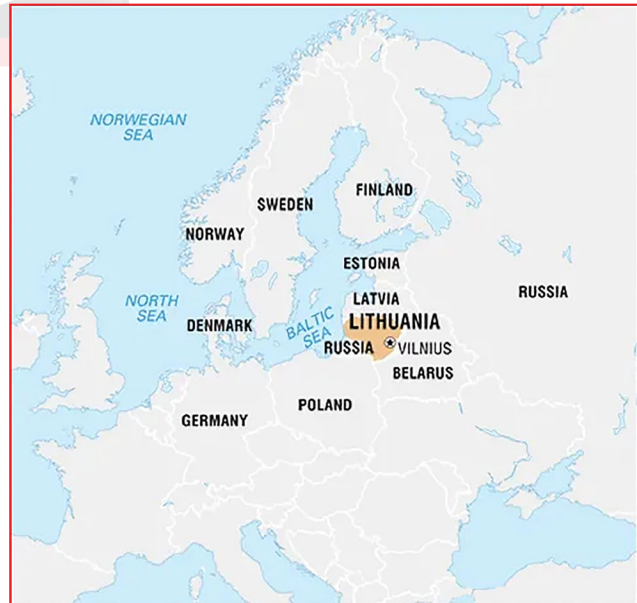 NORWEGIAN
SEA
FINLAND
SWEDEN
NORWAY
ESTONIA
RUSSIA
LATVIA
NORTH
SEA
LITHUANIA
DENMARK
BALTIC
SEA
RUSSIA
VILNIUS
BELARUS
POLAND
GERMANY